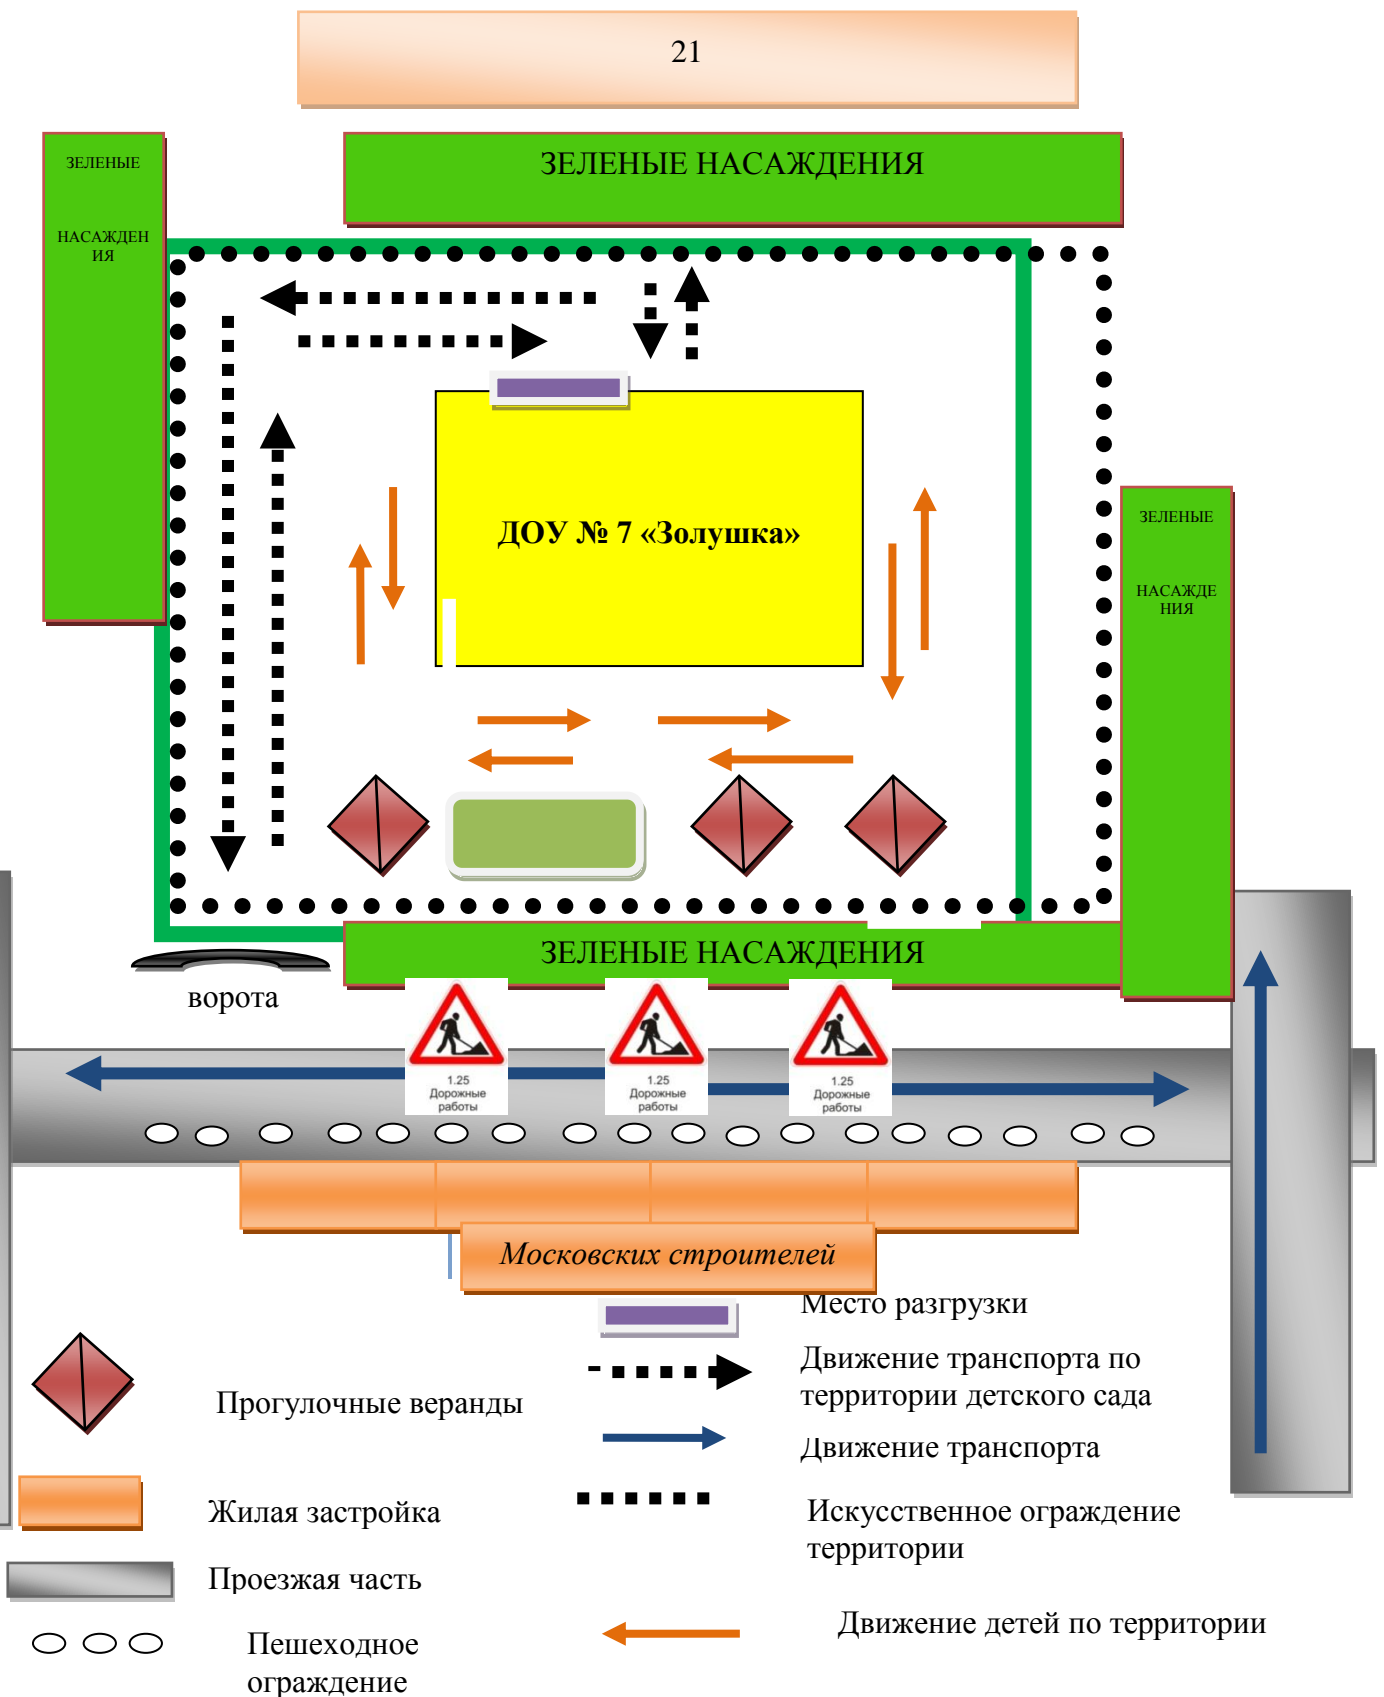 21
ЗЕЛЕНЫЕ
НАСАЖДЕН
ИЯ
ЗЕЛЕНЫЕ НАСАЖДЕНИЯ
ДОУ № 7 «Золушка»
ЗЕЛЕНЫЕ
НАСАЖДЕ
НИЯ
ЗЕЛЕНЫЕ НАСАЖДЕНИЯ
ворота
1.25
Дорожные
работы
1.25
Дорожные
работы
1.25
Дорожные
работы
Московских строителей
Место разгрузки
Движение транспорта по
территории детского сада
Прогулочные веранды
Движение транспорта
Жилая застройка
Искусственное ограждение
территории
Проезжая часть
Движение детей по территории
Пешеходное
ограждение